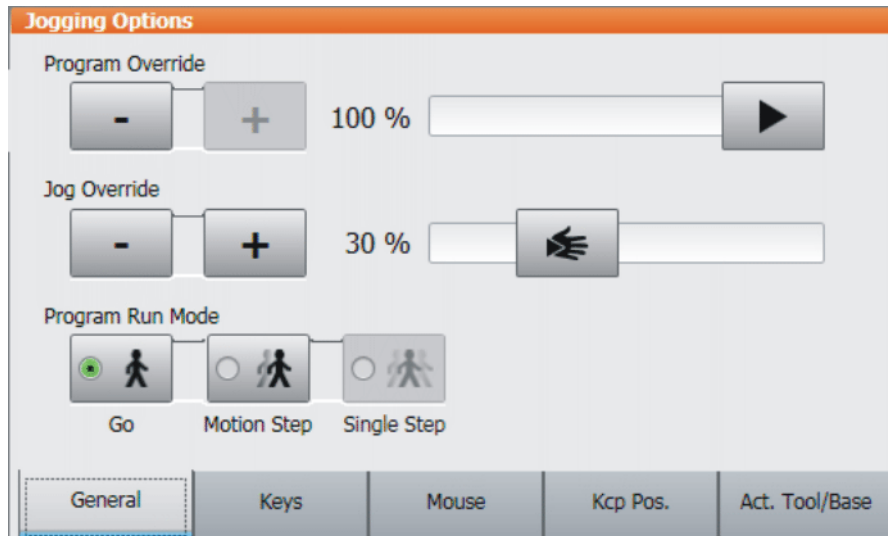 Jogging Options
Program Override
- + 100 %
Jog Override
- + 30 %
Program Run Mode
Go Motion Step Single Step
General Keys Mouse Kcp Pos. Act. Tool/Base